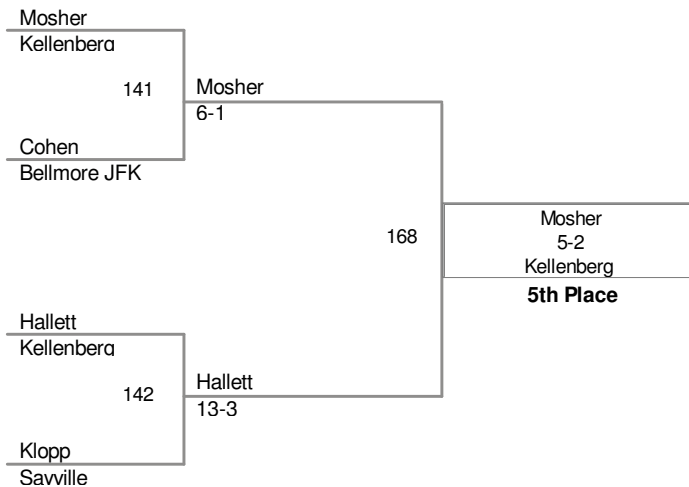 Mosher
Kellenberg
141
Mosher
6-1
Cohen
Bellmore JFK
168
Mosher
5-2
Kellenberg
5th Place
Hallett
Kellenberg
142
Hallett
13-3
Klopp
Sayville